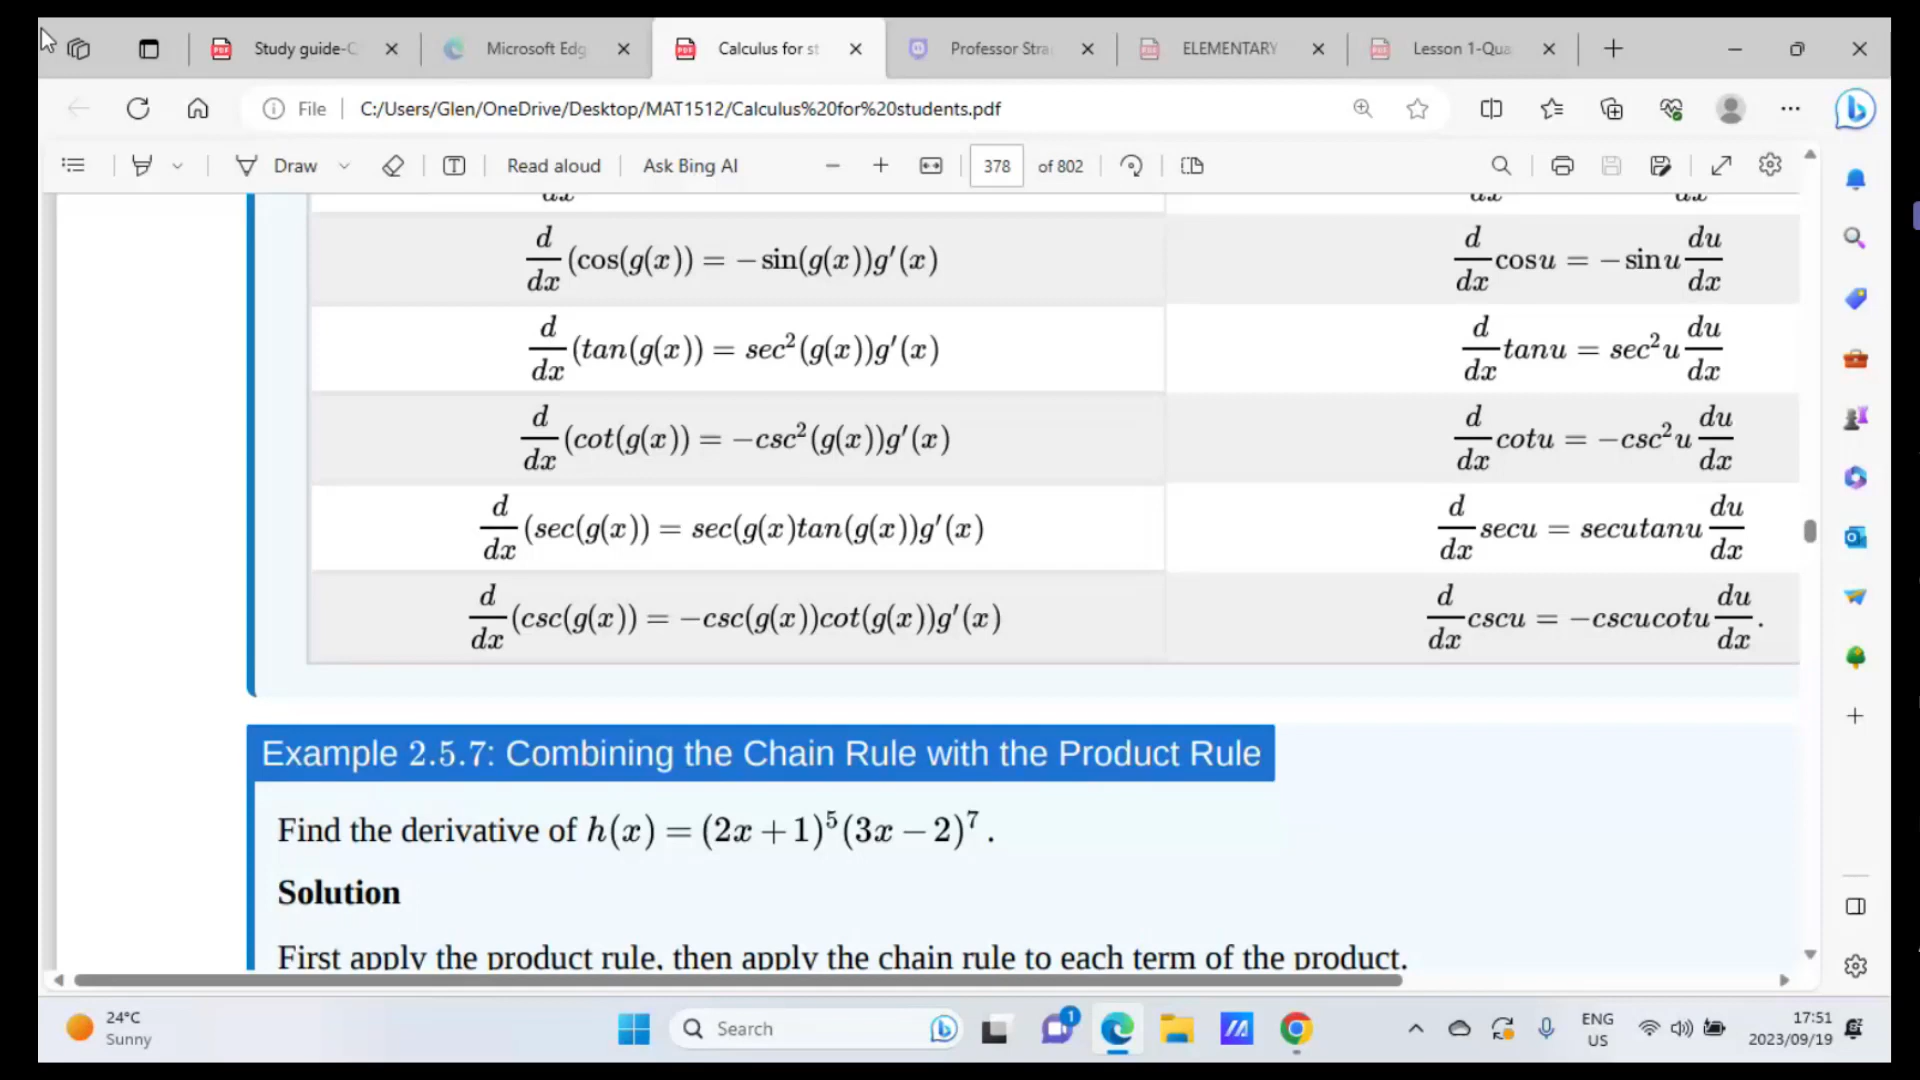 Study guide-C
Microsoft Edg
Calculus for st
Professor Stra
ELEMENTARY
Lesson 1-Qua
File
C:/Users/Glen/OneDrive/Desktop/MAT1512/Calculus%20for%20students.pdf
Draw
Read aloud
Ask Bing AI
378
of 802
d/dx (cos(g(x)) = −sin(g(x))g′(x)
d/dx cosu = −sinu du/dx
d/dx (tan(g(x)) = sec²(g(x))g′(x)
d/dx tanu = sec²u du/dx
d/dx (cot(g(x)) = −csc²(g(x))g′(x)
d/dx cotu = −csc²u du/dx
d/dx (sec(g(x)) = sec(g(x)tan(g(x))g′(x)
d/dx secu = secutanu du/dx
d/dx (csc(g(x)) = −csc(g(x))cot(g(x))g′(x)
d/dx cscu = −cscucotu du/dx.
Example 2.5.7: Combining the Chain Rule with the Product Rule
Find the derivative of h(x) = (2x + 1)⁵(3x − 2)⁷.
Solution
First apply the product rule, then apply the chain rule to each term of the product.
24°C
Sunny
Search
1
ENG
US
17:51
2023/09/19